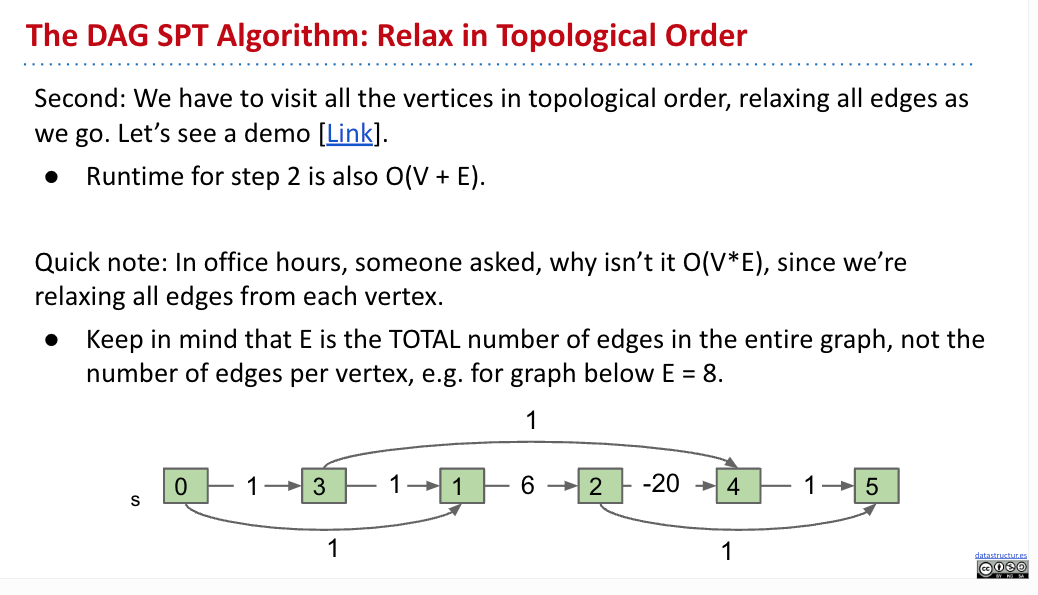 The DAG SPT Algorithm: Relax in Topological Order
Second: We have to visit all the vertices in topological order, relaxing all edges as
we go. Let’s see a demo [Link].
● Runtime for step 2 is also O(V + E).
Quick note: In office hours, someone asked, why isn’t it O(V*E), since we’re
relaxing all edges from each vertex.
● Keep in mind that E is the TOTAL number of edges in the entire graph, not the
number of edges per vertex, e.g. for graph below E = 8.
1
s 0 1 3 1 1 6 2 -20 4 1 5
1 1
datastructur.es
cc BY NC SA